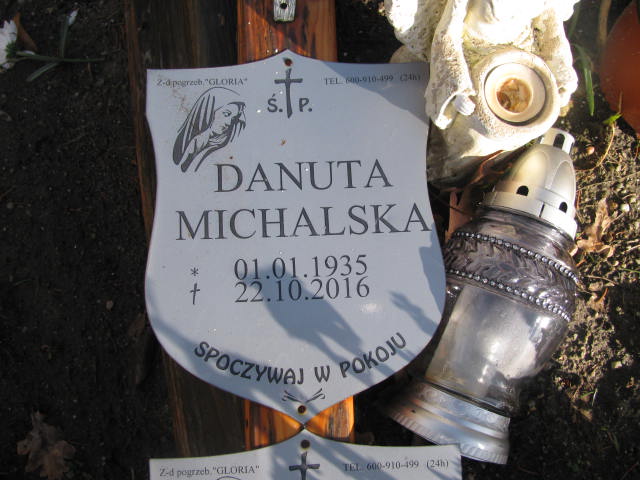 Z-d pogrzeb."GLORIA" TEL. 600-910-499 (24h)
Ś. P.
DANUTA
MICHALSKA
* 01.01.1935
† 22.10.2016
SPOCZYWAJ W POKOJU
Z-d pogrzeb."GLORIA" TEL. 600-910-499 (24h)